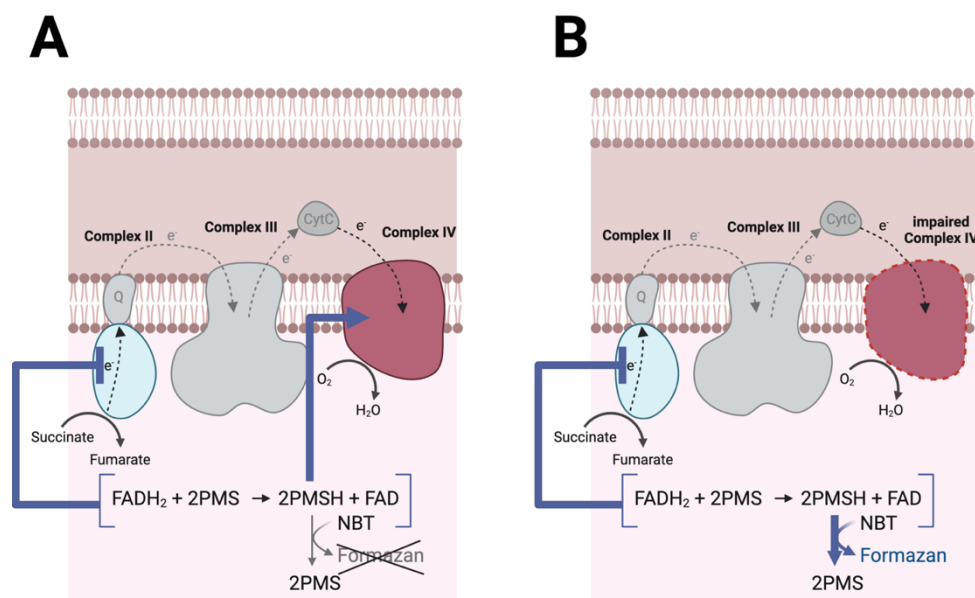 A
Complex II
e-
Complex III
CytC
e-
e-
Complex IV
Q
e-
O₂
H₂O
Succinate
Fumarate
FADH₂ + 2PMS → 2PMSH + FAD
NBT
Formazan
2PMS
B
Complex II
e-
Complex III
CytC
e-
e-
impaired
Complex IV
Q
e-
O₂
H₂O
Succinate
Fumarate
FADH₂ + 2PMS → 2PMSH + FAD
NBT
Formazan
2PMS